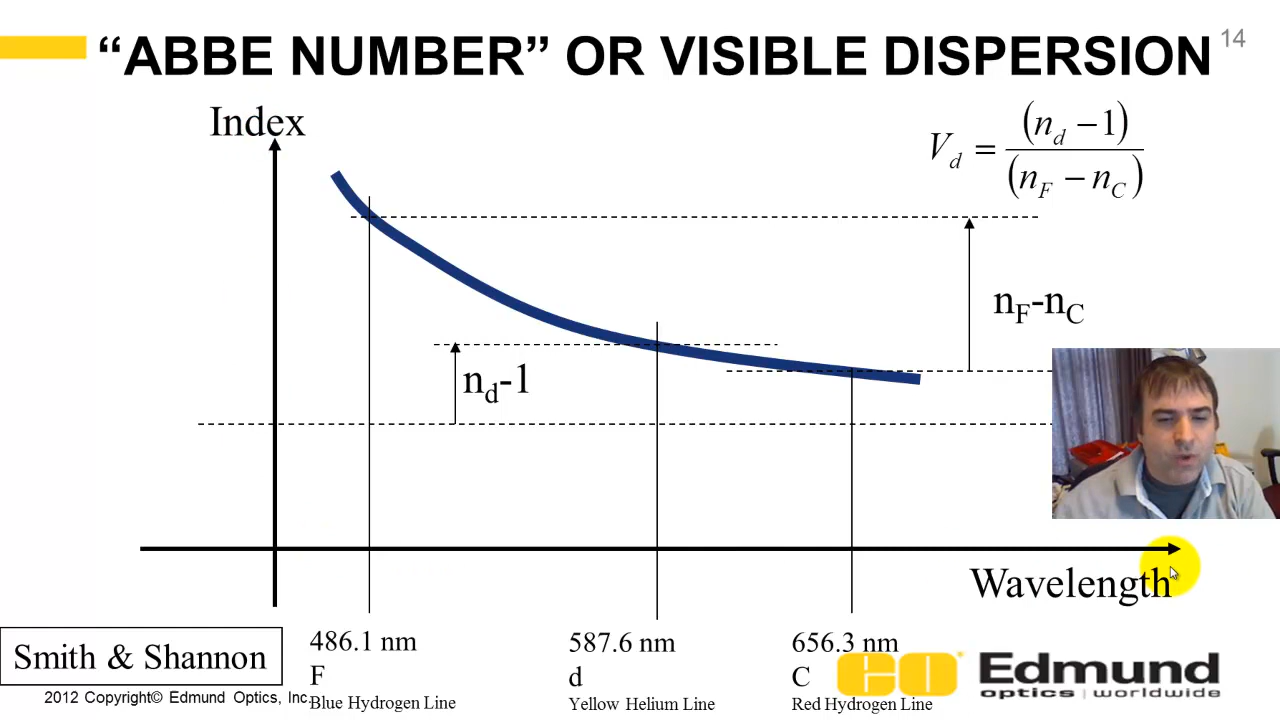 “ABBE NUMBER” OR VISIBLE DISPERSION
14
Index
V_d = (n_d − 1) / (n_F − n_C)
n_F-n_C
n_d-1
Wavelength
486.1 nm
F
Blue Hydrogen Line
587.6 nm
d
Yellow Helium Line
656.3 nm
C
Red Hydrogen Line
Smith & Shannon
2012 Copyright© Edmund Optics, Inc.
EO Edmund
optics | worldwide